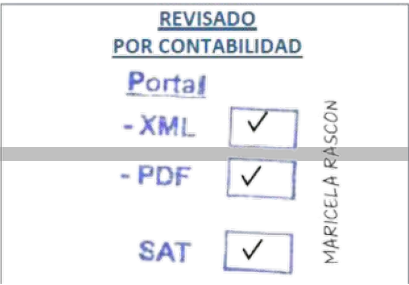 REVISADO
POR CONTABILIDAD
Portal
- XML ✓
- PDF ✓
SAT ✓
MARICELA RASCON